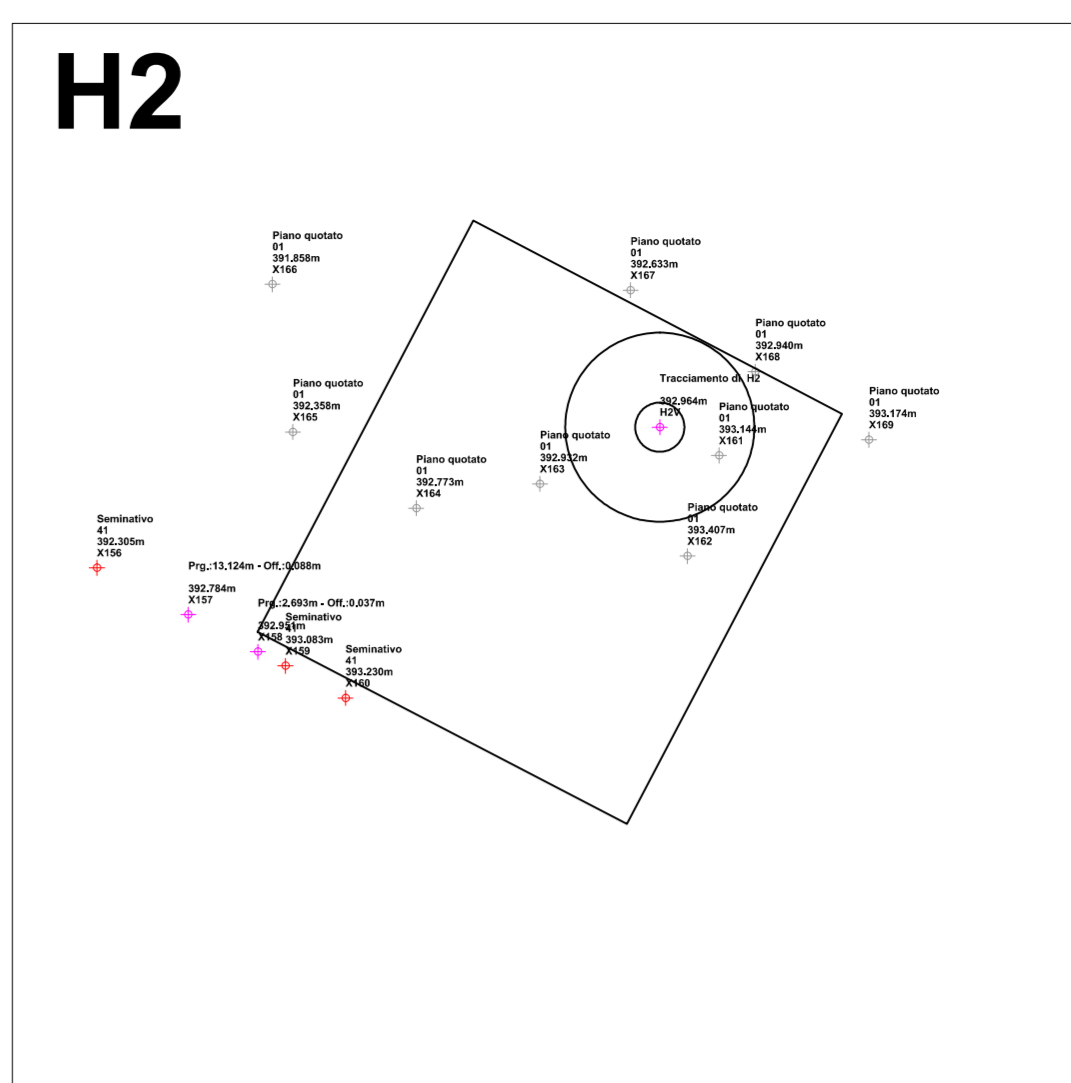 H2
Piano quotato
01
391.858m
X166
Piano quotato
01
392.633m
X167
Piano quotato
01
392.940m
X168
Tracciamento di H2
392.964m
H2V
Piano quotato
01
392.358m
X165
Piano quotato
01
393.174m
X169
Piano quotato
01
393.144m
X161
Piano quotato
01
392.932m
X163
Piano quotato
01
392.773m
X164
Piano quotato
01
393.407m
X162
Seminativo
41
392.305m
X156
Prg.:13.124m - Off.:0.088m
392.784m
X157
Prg.:2.693m - Off.:0.037m
392.951m
X158
Seminativo
41
393.083m
X159
Seminativo
41
393.230m
X160